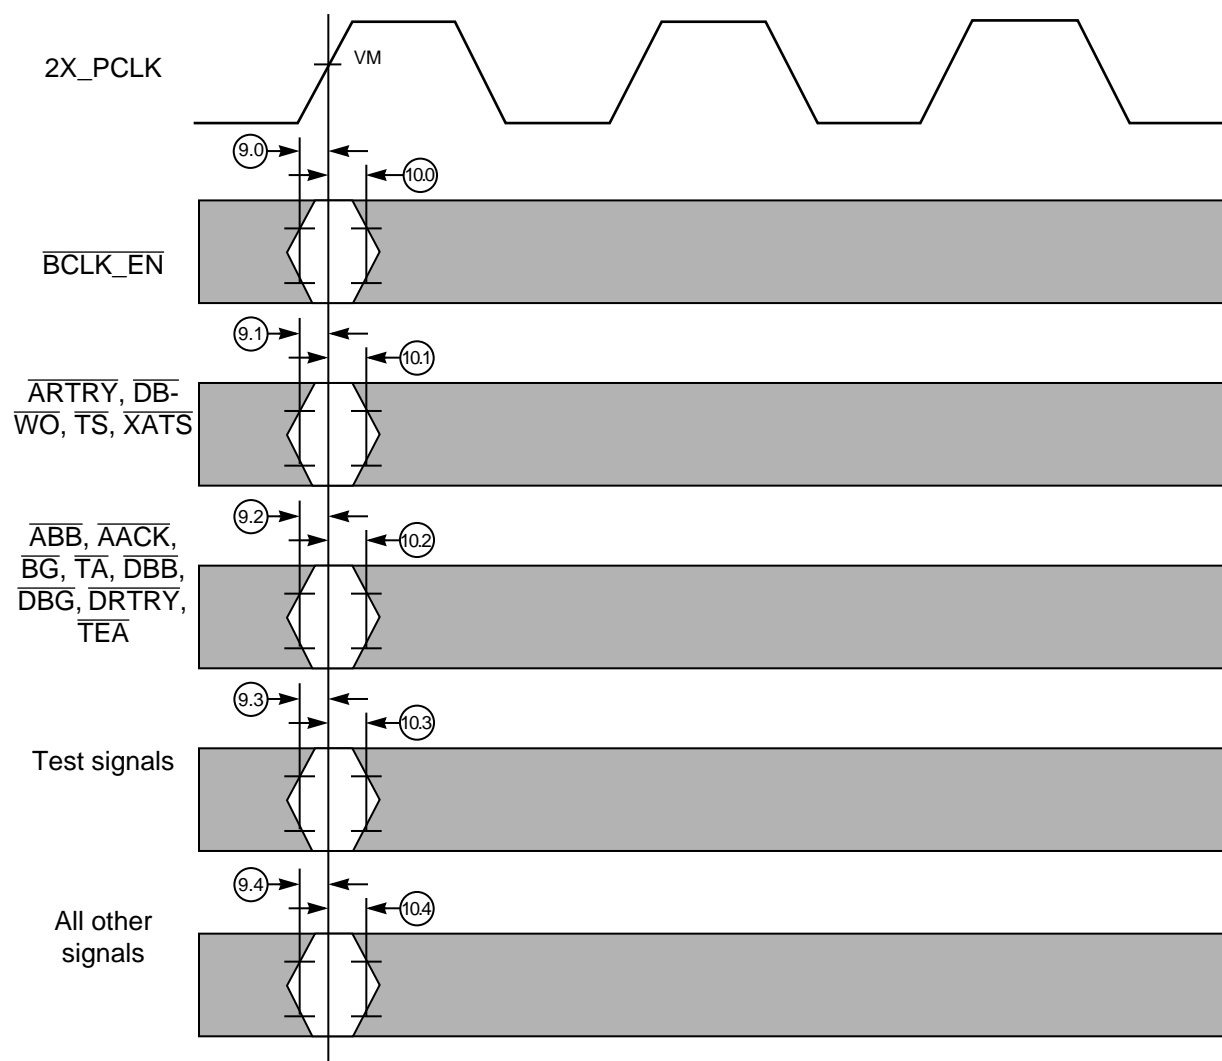 2X_PCLK
VM
9.0
10.0
BCLK_EN
9.1
10.1
ARTRY, DB-
WO, TS, XATS
9.2
10.2
ABB, AACK,
BG, TA, DBB,
DBG, DRTRY,
TEA
9.3
10.3
Test signals
9.4
10.4
All other
signals